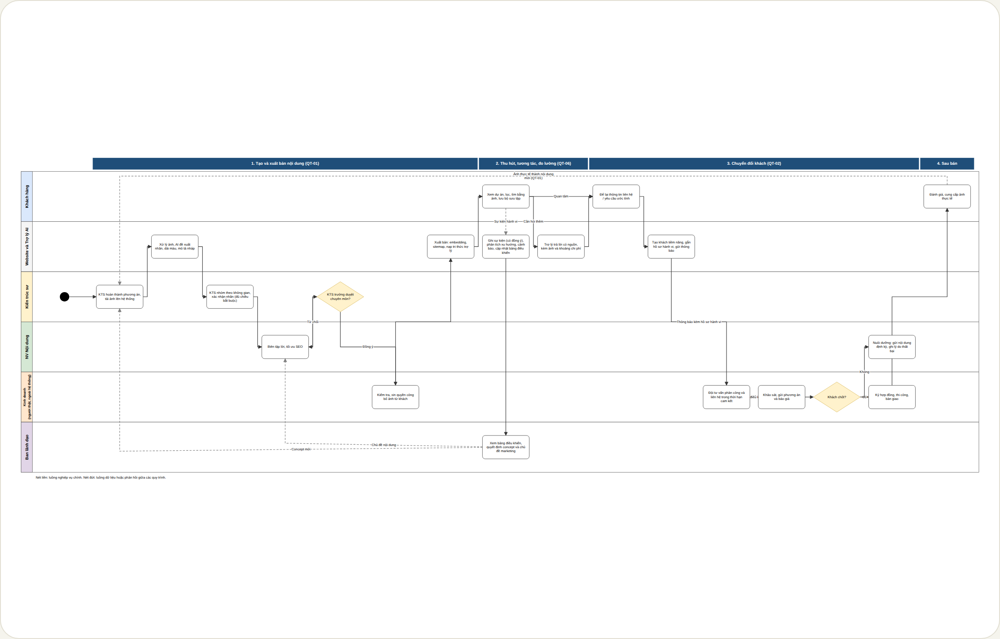 1. Tạo và xuất bản nội dung (QT-01)
2. Thu hút, tương tác, đo lường (QT-06)
3. Chuyển đổi khách (QT-02)
4. Sau bán
Khách hàng
Ảnh thực tế thành nội dung
mới (QT-01)
Xem dự án, lọc, tìm bằng
ảnh, lưu bộ sưu tập
Quan tâm
Để lại thông tin liên hệ
/ yêu cầu ước tính
Đánh giá, cung cấp ảnh
thực tế
Sự kiện hành vi
Cần hỏi thêm
Website và Trợ lý AI
Xử lý ảnh, AI đề xuất
nhãn, dải màu, mô tả nháp
Xuất bản: embedding,
sitemap, nạp tri thức trợ
lý
Ghi sự kiện (có đồng ý),
phân tích xu hướng, cảnh
báo, cập nhật bảng điều
khiển
Trợ lý trả lời có nguồn,
kèm ảnh và khoảng chi phí
Tạo khách tiềm năng, gắn
hồ sơ hành vi, gửi thông
báo
Kiến trúc sư
KTS hoàn thành phương án,
tải ảnh lên hệ thống
KTS nhóm theo không gian,
xác nhận nhãn (đủ chiều
bắt buộc)
KTS trưởng duyệt
chuyên môn?
Từ chối
Thông báo kèm hồ sơ hành vi
NV Nội dung
Biên tập lời, tối ưu SEO
Đồng ý
Nuôi dưỡng: gửi nội dung
định kỳ, ghi lý do thất
bại
Không
Kinh doanh
(người thật, ngoài hệ thống)
Kiểm tra, xin quyền công
bố ảnh từ khách
Đội tư vấn phân công và
liên hệ trong thời hạn
cam kết
điều k
Khảo sát, gửi phương án
và báo giá
Khách chốt?
Có
Ký hợp đồng, thi công,
bàn giao
Ban lãnh đạo
Chủ đề nội dung
Concept mới
Xem bảng điều khiển,
quyết định concept và chủ
đề marketing
Nét liền: luồng nghiệp vụ chính. Nét đứt: luồng dữ liệu hoặc phản hồi giữa các quy trình.